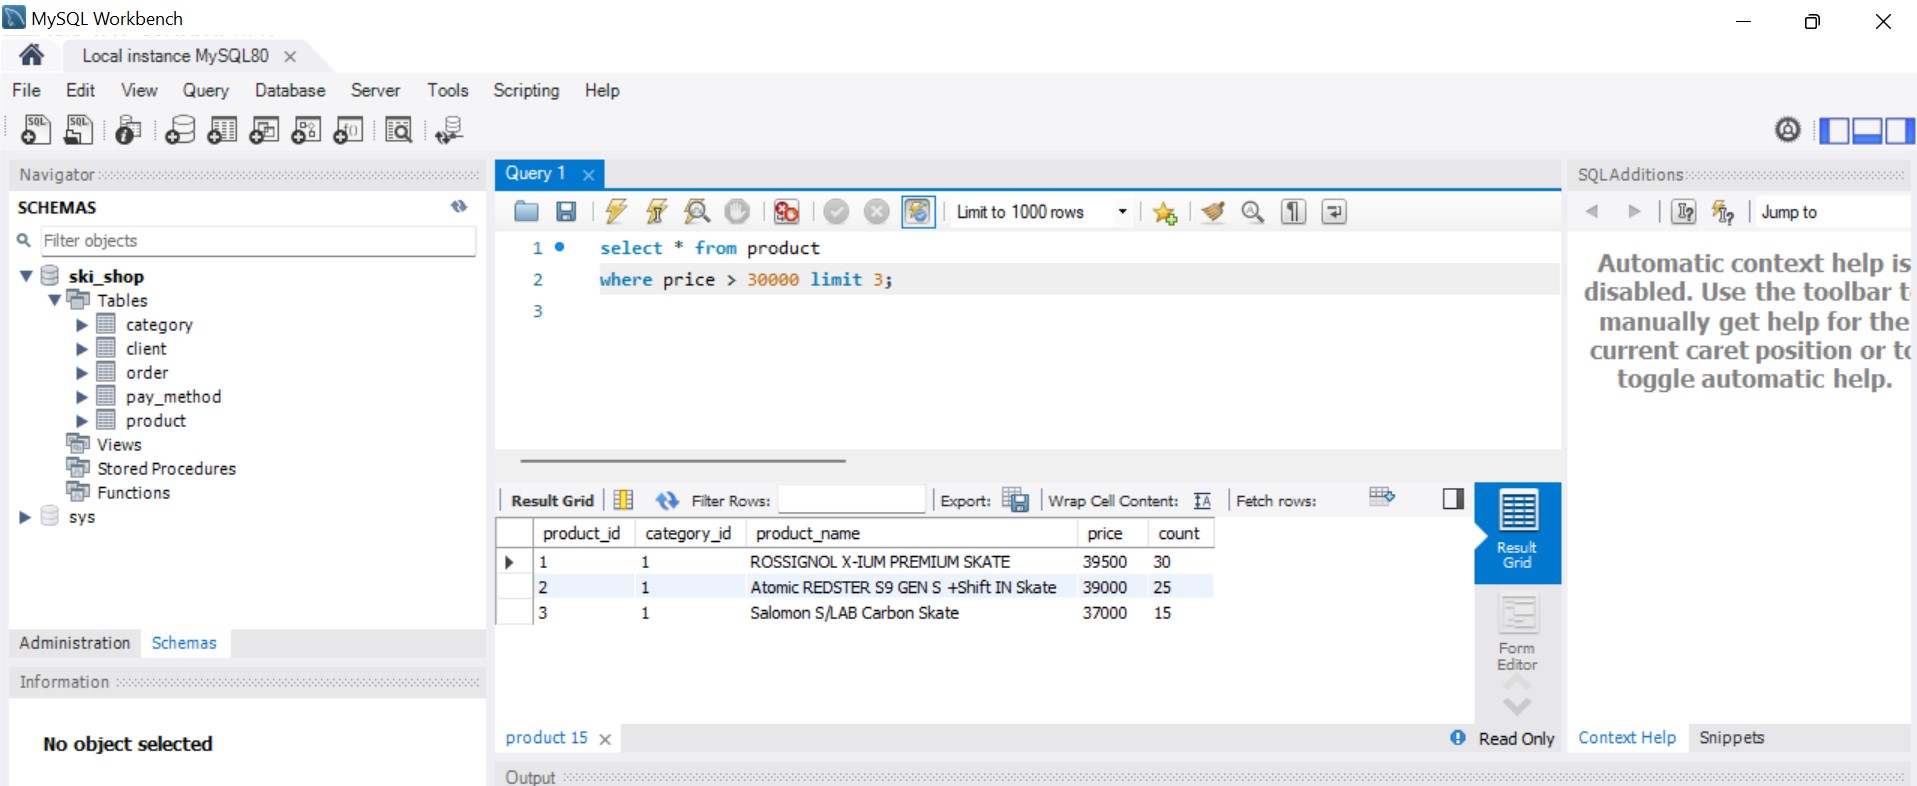 MySQL Workbench
Local instance MySQL80
File Edit View Query Database Server Tools Scripting Help
Navigator
SCHEMAS
Filter objects
ski_shop
Tables
category
client
order
pay_method
product
Views
Stored Procedures
Functions
sys
Administration Schemas
Information
No object selected
Query 1
Limit to 1000 rows
1 select * from product
2 where price > 30000 limit 3;
3
Result Grid Filter Rows: Export: Wrap Cell Content: Fetch rows:
product_id category_id product_name price count
1 1 ROSSIGNOL X-IUM PREMIUM SKATE 39500 30
2 1 Atomic REDSTER S9 GEN S +Shift IN Skate 39000 25
3 1 Salomon S/LAB Carbon Skate 37000 15
Result
Grid
Form
Editor
product 15
Read Only
Output
SQLAdditions
Jump to
Automatic context help is
disabled. Use the toolbar t
manually get help for the
current caret position or to
toggle automatic help.
Context Help Snippets